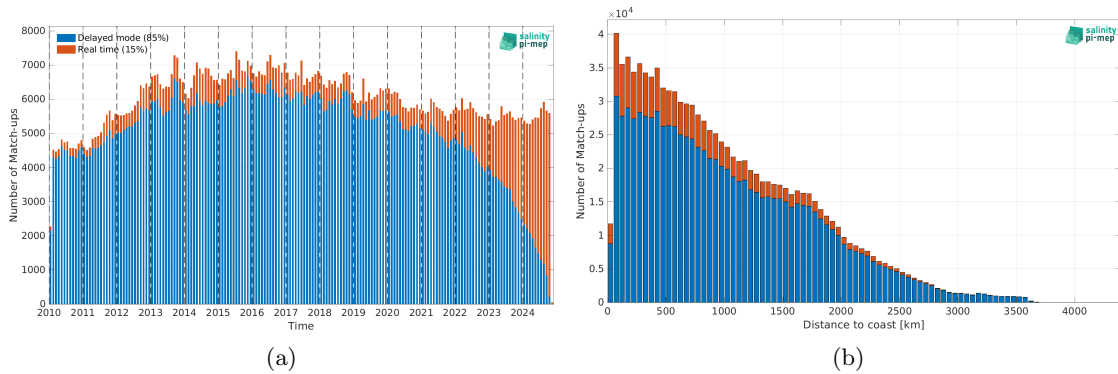 8000
7000
6000
5000
4000
3000
2000
1000
0
Number of Match-ups
Delayed mode (85%)
Real time (15%)
salinity
pi-mep
2010 2011 2012 2013 2014 2015 2016 2017 2018 2019 2020 2021 2022 2023 2024
Time
(a)
×10⁴
4
3.5
3
2.5
2
1.5
1
0.5
0
Number of Match-ups
salinity
pi-mep
0 500 1000 1500 2000 2500 3000 3500 4000
Distance to coast [km]
(b)